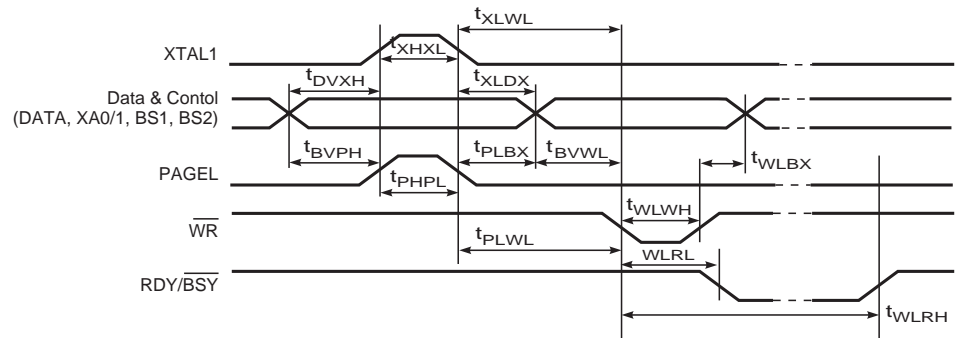 tXLWL
XTAL1
tXHXL
tDVXH
tXLDX
Data & Contol
(DATA, XA0/1, BS1, BS2)
tBVPH
tPLBX
tBVWL
tWLBX
PAGEL
tPHPL
tWLWH
WR
tPLWL
WLRL
RDY/BSY
tWLRH